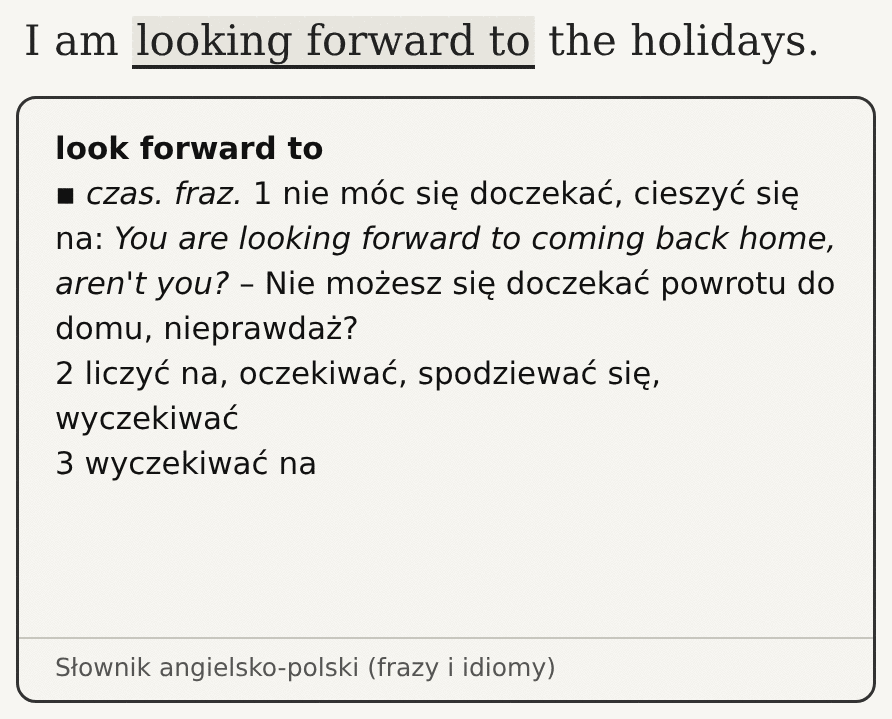 I am looking forward to the holidays.
look forward to
▪ czas. fraz. 1 nie móc się doczekać, cieszyć się
na: You are looking forward to coming back home,
aren't you? – Nie możesz się doczekać powrotu do
domu, nieprawdaż?
2 liczyć na, oczekiwać, spodziewać się,
wyczekiwać
3 wyczekiwać na
Słownik angielsko-polski (frazy i idiomy)